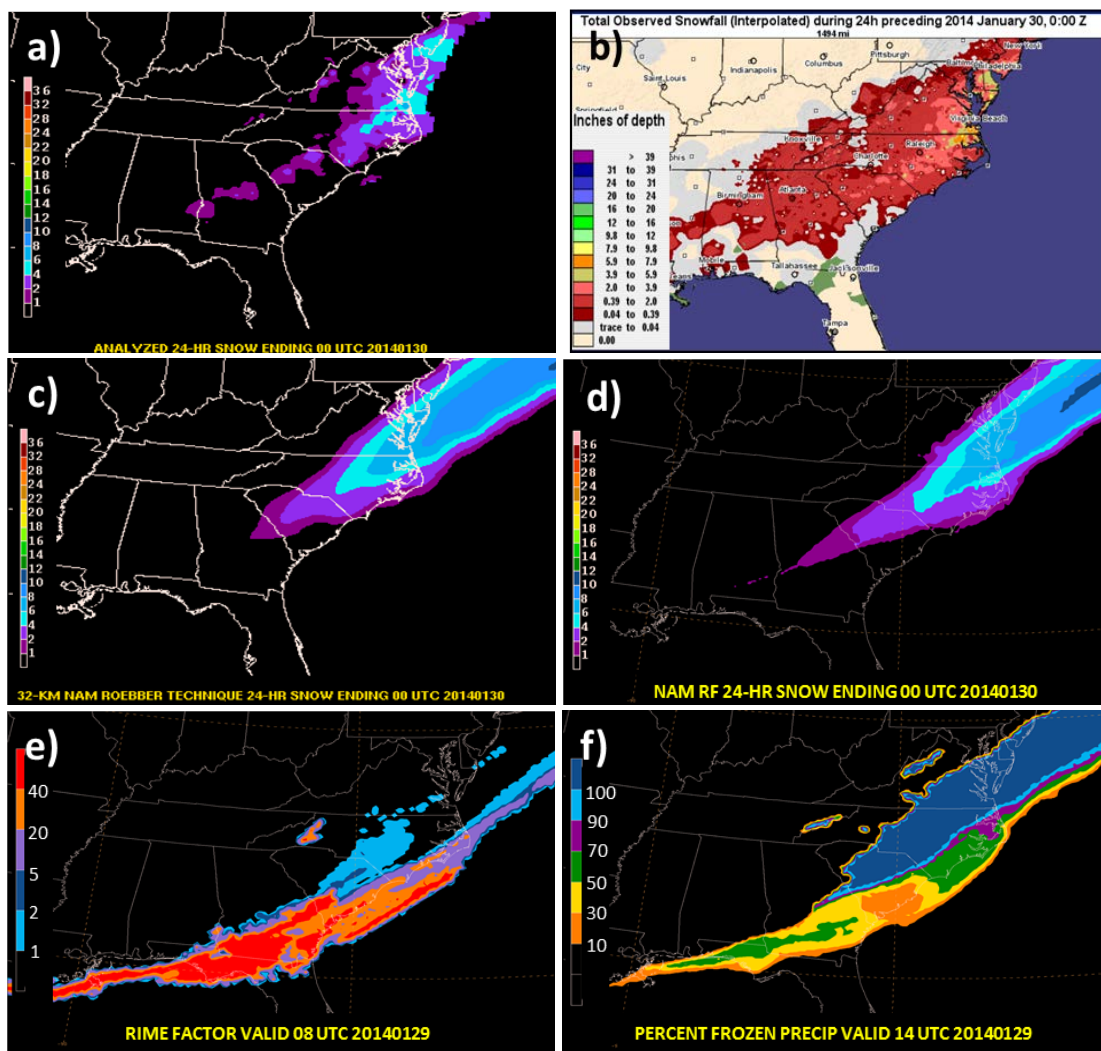 a)
36
32
28
24
22
20
18
16
14
12
10
8
6
4
2
1
ANALYZED 24-HR SNOW ENDING 00 UTC 20140130
Total Observed Snowfall (Interpolated) during 24h preceding 2014 January 30, 0:00 Z
1494 mi
b)
New York
Pittsburgh
Philadelphia
Columbus
Indianapolis
City
Saint Louis
Springfield
Virginia Beach
Inches of depth
Knoxville
Raleigh
Charlotte
Atlanta
Birmingham
Mobile
Tallahassee
Jacksonville
Tampa
> 39
31 to 39
24 to 31
20 to 24
16 to 20
12 to 16
9.8 to 12
7.9 to 9.8
5.9 to 7.9
3.9 to 5.9
2.0 to 3.9
0.39 to 2.0
0.04 to 0.39
trace to 0.04
0.00
c)
36
32
28
24
22
20
18
16
14
12
10
8
6
4
2
1
32-KM NAM ROEBBER TECHNIQUE 24-HR SNOW ENDING 00 UTC 20140130
d)
36
32
28
24
22
20
18
16
14
12
10
8
6
4
2
1
NAM RF 24-HR SNOW ENDING 00 UTC 20140130
e)
40
20
5
2
1
RIME FACTOR VALID 08 UTC 20140129
f)
100
90
70
50
30
10
PERCENT FROZEN PRECIP VALID 14 UTC 20140129